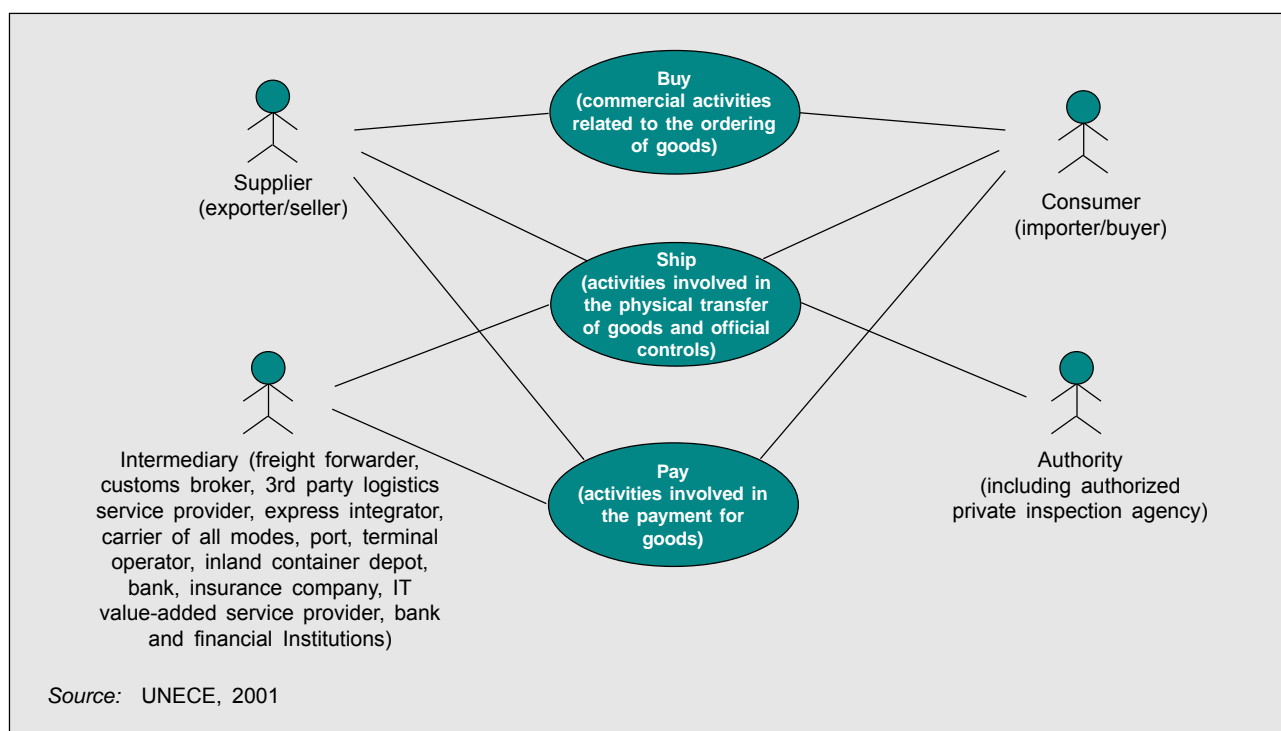 Buy
(commercial activities
related to the ordering
of goods)
Supplier
(exporter/seller)
Consumer
(importer/buyer)
Ship
(activities involved in
the physical transfer
of goods and official
controls)
Intermediary (freight forwarder,
customs broker, 3rd party logistics
service provider, express integrator,
carrier of all modes, port, terminal
operator, inland container depot,
bank, insurance company, IT
value-added service provider, bank
and financial Institutions)
Pay
(activities involved in
the payment for
goods)
Authority
(including authorized
private inspection agency)
Source: UNECE, 2001